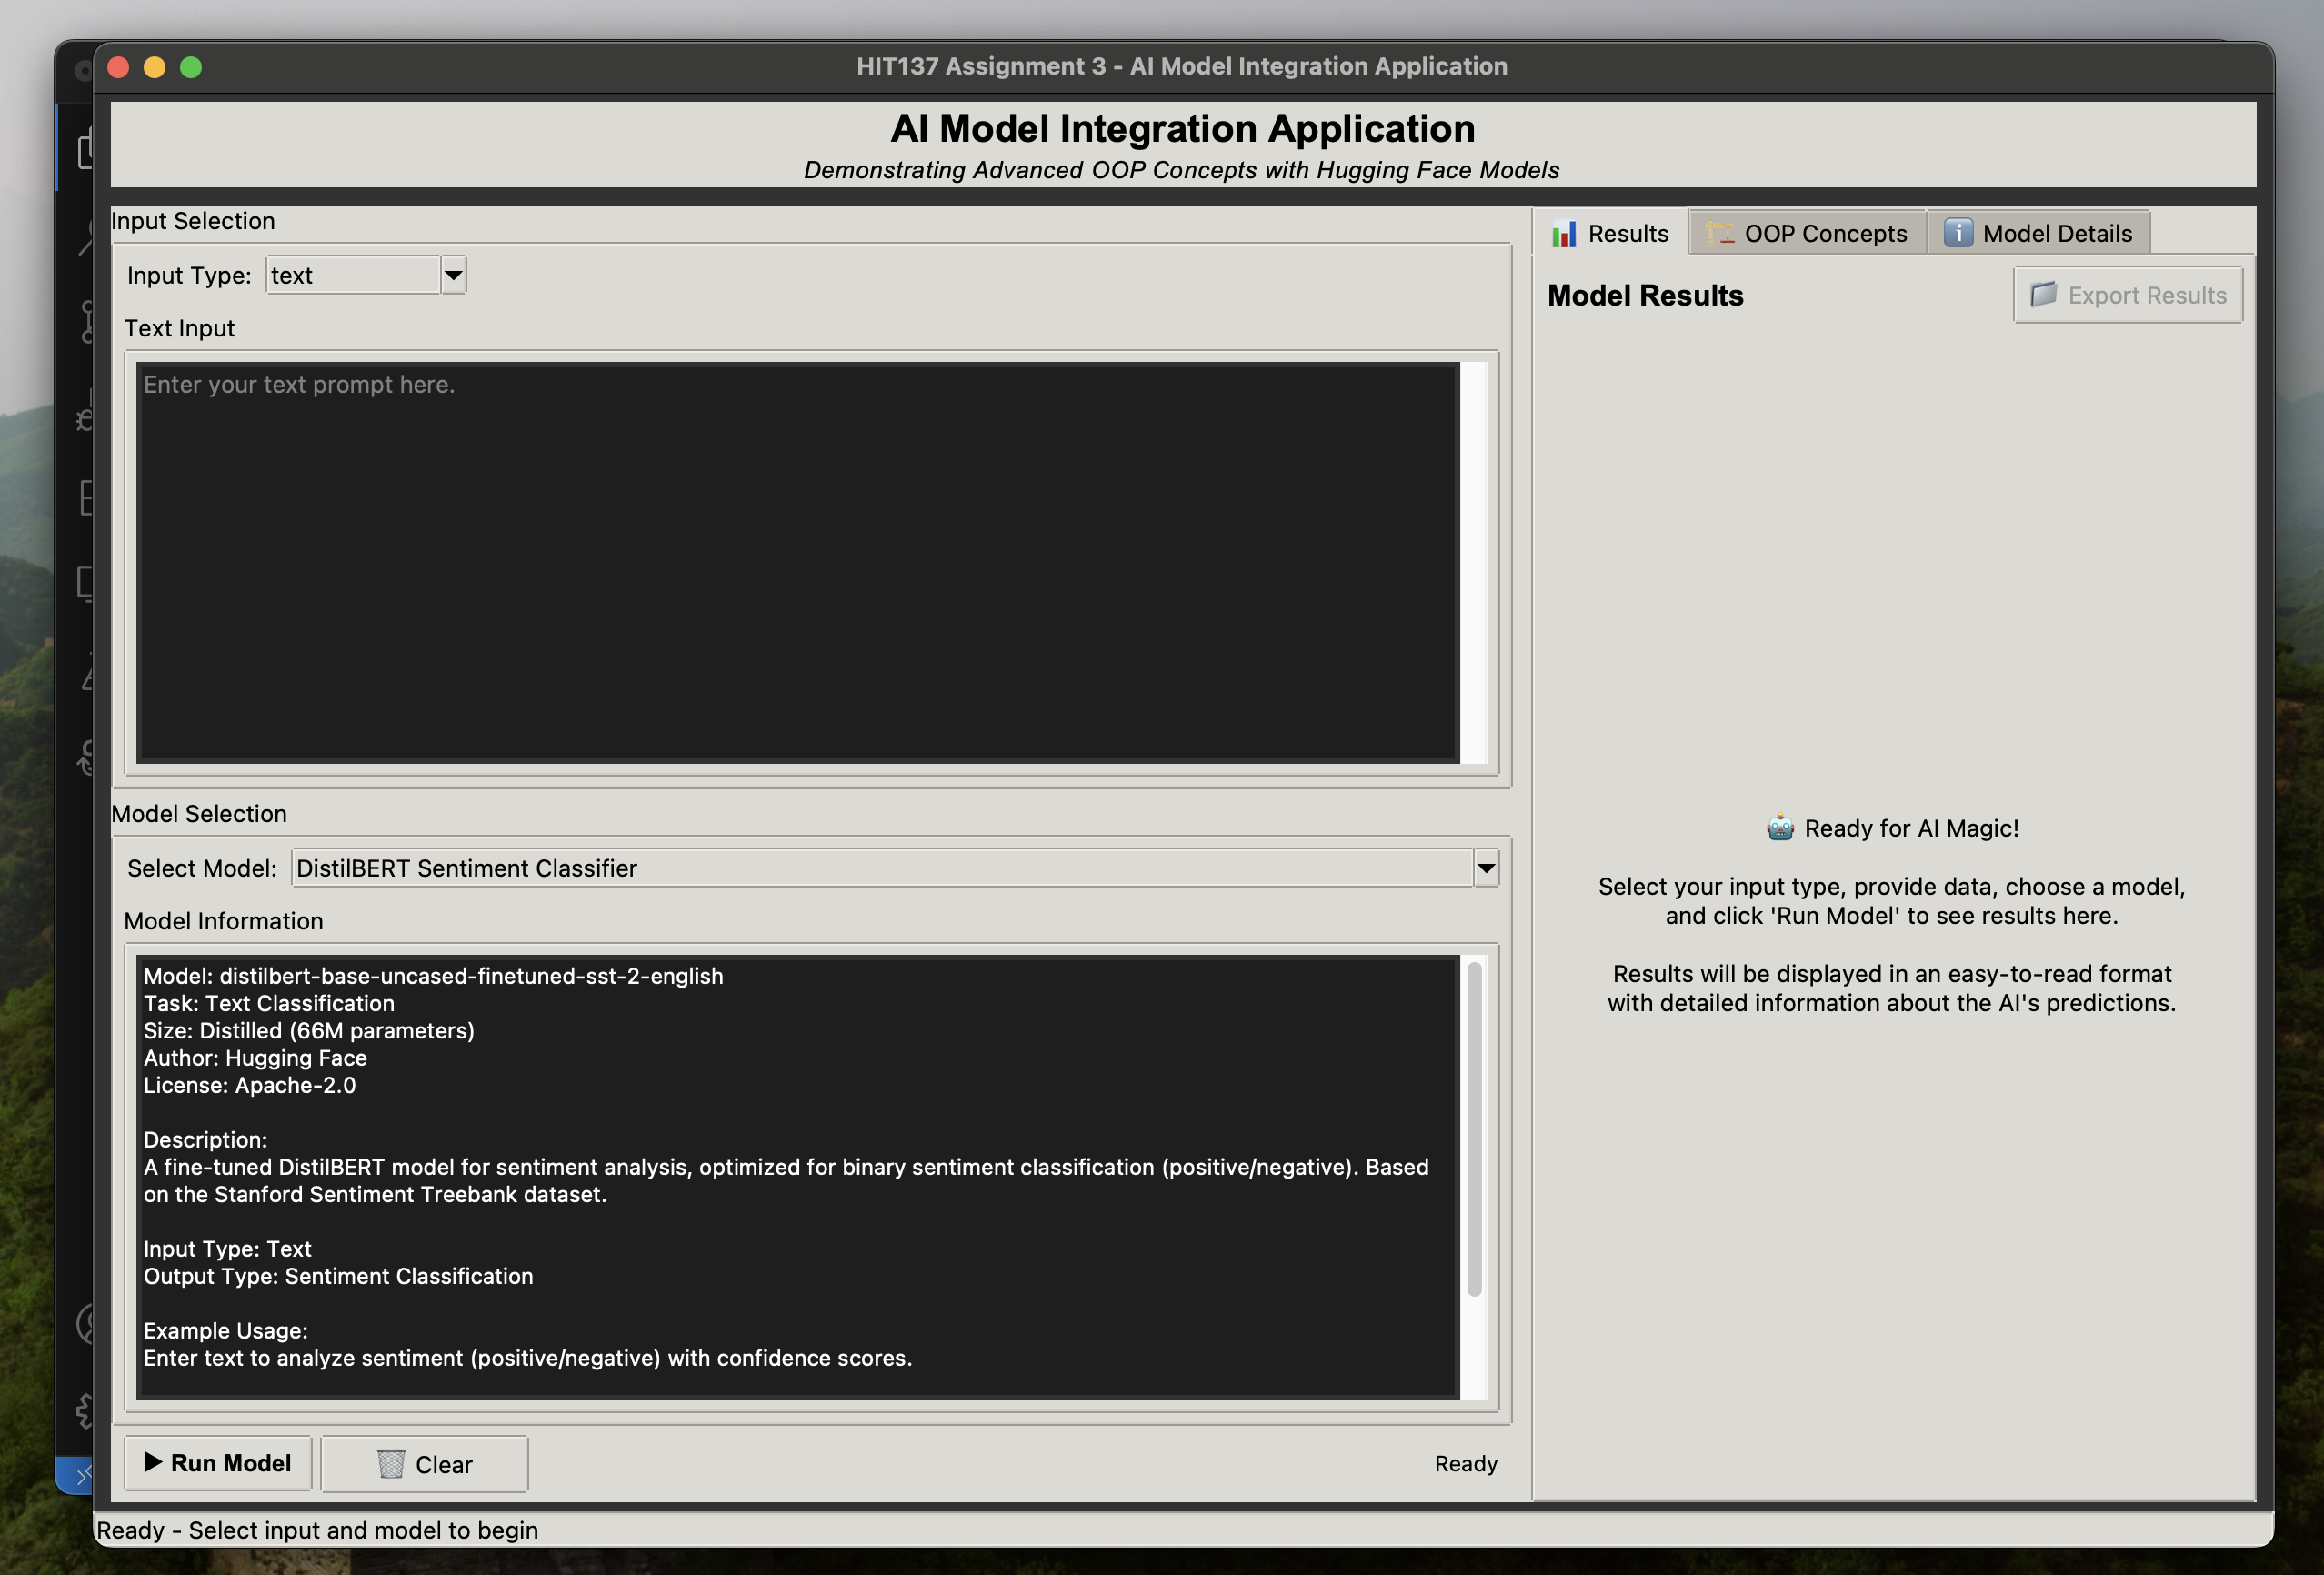 HIT137 Assignment 3 - AI Model Integration Application
AI Model Integration Application
Demonstrating Advanced OOP Concepts with Hugging Face Models
Input Selection
Input Type: text
Text Input
Enter your text prompt here.
Model Selection
Select Model: DistilBERT Sentiment Classifier
Model Information
Model: distilbert-base-uncased-finetuned-sst-2-english
Task: Text Classification
Size: Distilled (66M parameters)
Author: Hugging Face
License: Apache-2.0
Description:
A fine-tuned DistilBERT model for sentiment analysis, optimized for binary sentiment classification (positive/negative). Based
on the Stanford Sentiment Treebank dataset.
Input Type: Text
Output Type: Sentiment Classification
Example Usage:
Enter text to analyze sentiment (positive/negative) with confidence scores.
Run Model Clear Ready
Results OOP Concepts Model Details
Model Results Export Results
Ready for AI Magic!
Select your input type, provide data, choose a model,
and click 'Run Model' to see results here.
Results will be displayed in an easy-to-read format
with detailed information about the AI's predictions.
Ready - Select input and model to begin